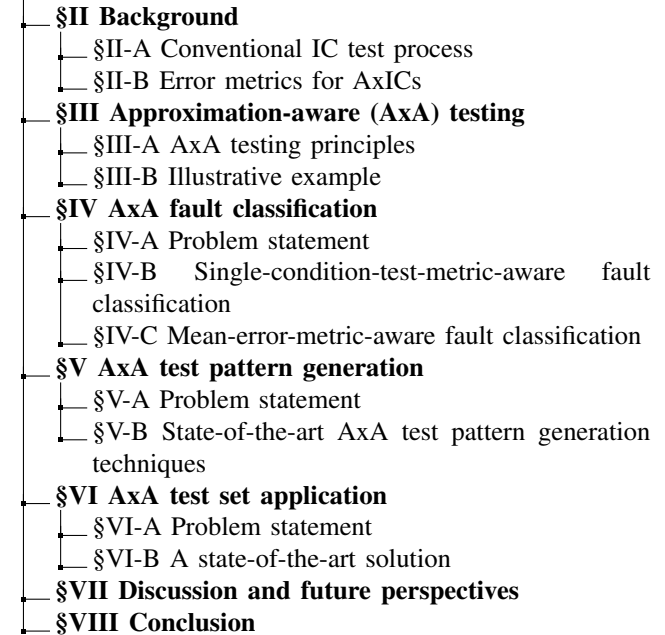 §II Background
§II-A Conventional IC test process
§II-B Error metrics for AxICs
§III Approximation-aware (AxA) testing
§III-A AxA testing principles
§III-B Illustrative example
§IV AxA fault classification
§IV-A Problem statement
§IV-B Single-condition-test-metric-aware fault
classification
§IV-C Mean-error-metric-aware fault classification
§V AxA test pattern generation
§V-A Problem statement
§V-B State-of-the-art AxA test pattern generation
techniques
§VI AxA test set application
§VI-A Problem statement
§VI-B A state-of-the-art solution
§VII Discussion and future perspectives
§VIII Conclusion